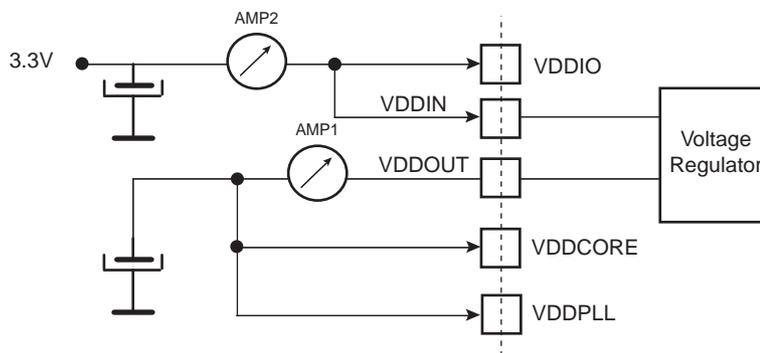 AMP2
3.3V
VDDIO
VDDIN
Voltage
Regulator
AMP1
VDDOUT
VDDCORE
VDDPLL